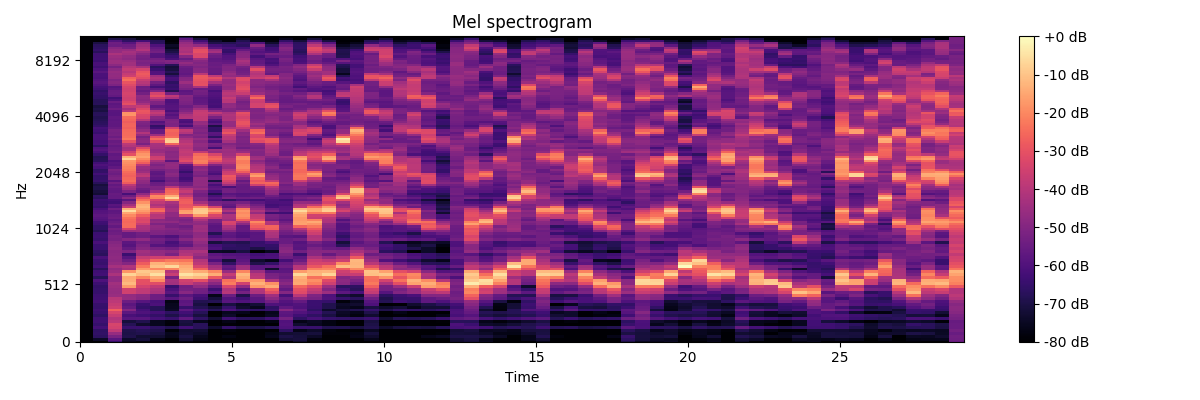 Mel spectrogram
Hz
8192
4096
2048
1024
512
0
0 5 10 15 20 25
Time
+0 dB
-10 dB
-20 dB
-30 dB
-40 dB
-50 dB
-60 dB
-70 dB
-80 dB